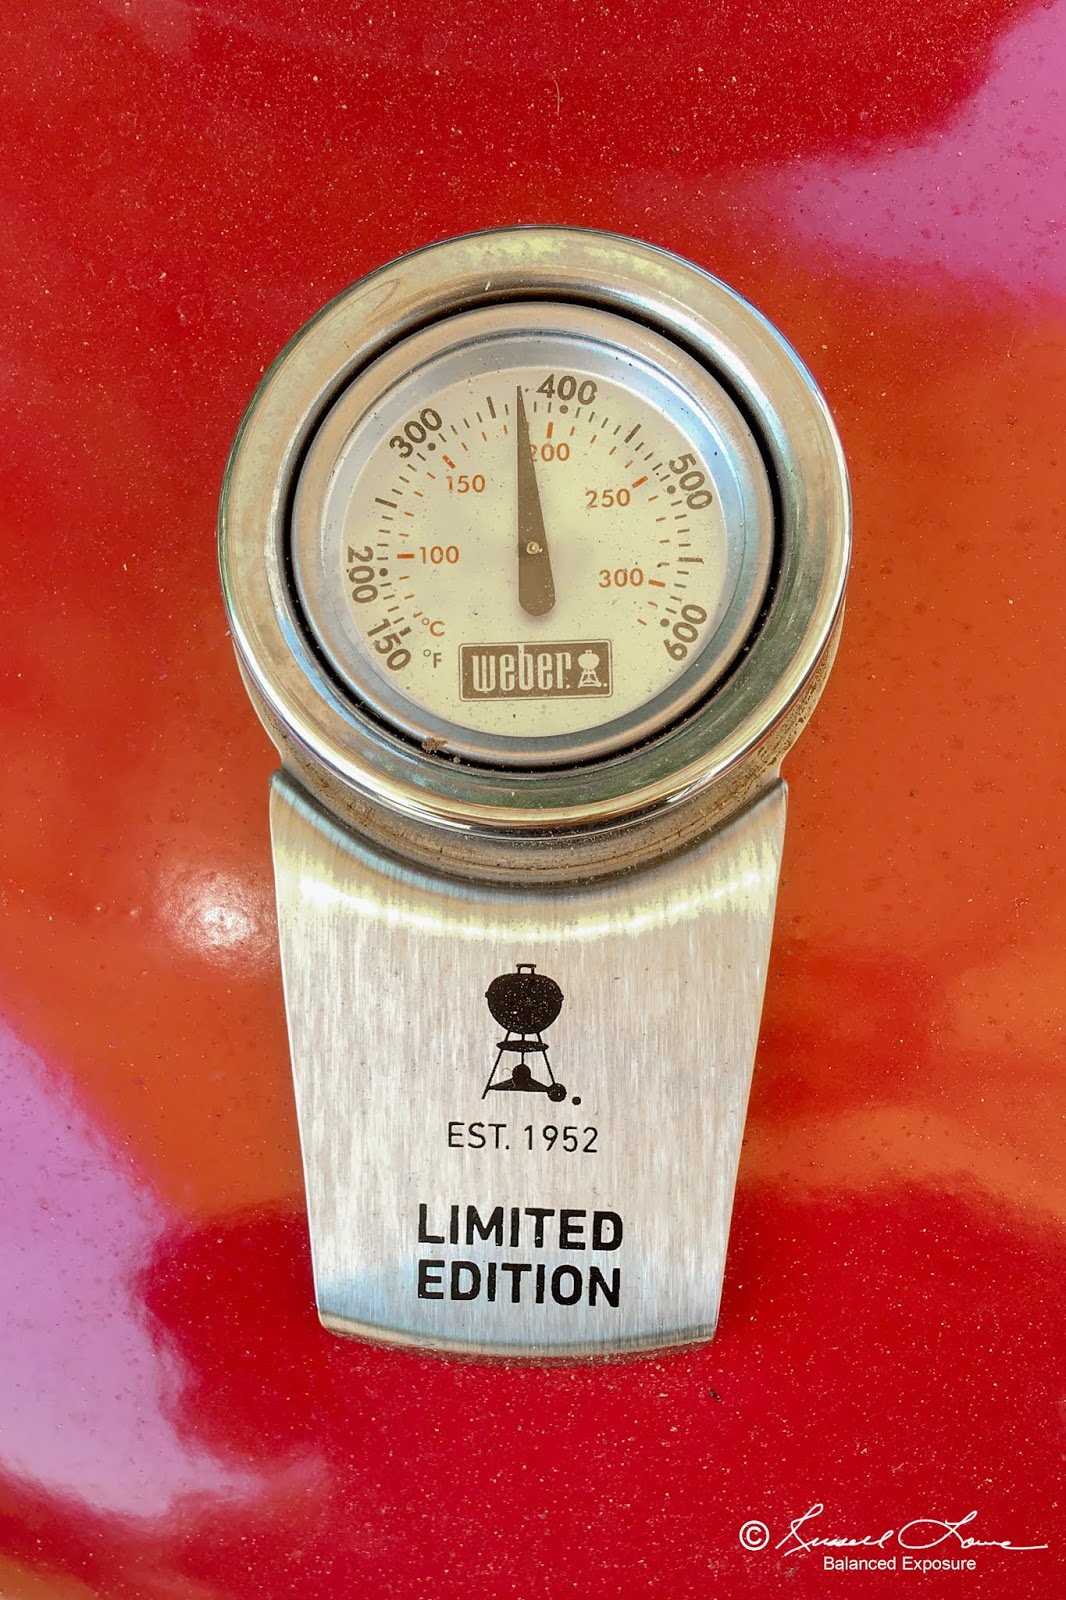 400
300
500
200
150
250
200
100
300
150
600
°C
°F
weber
EST. 1952
LIMITED
EDITION
© Russell Lowe
Balanced Exposure